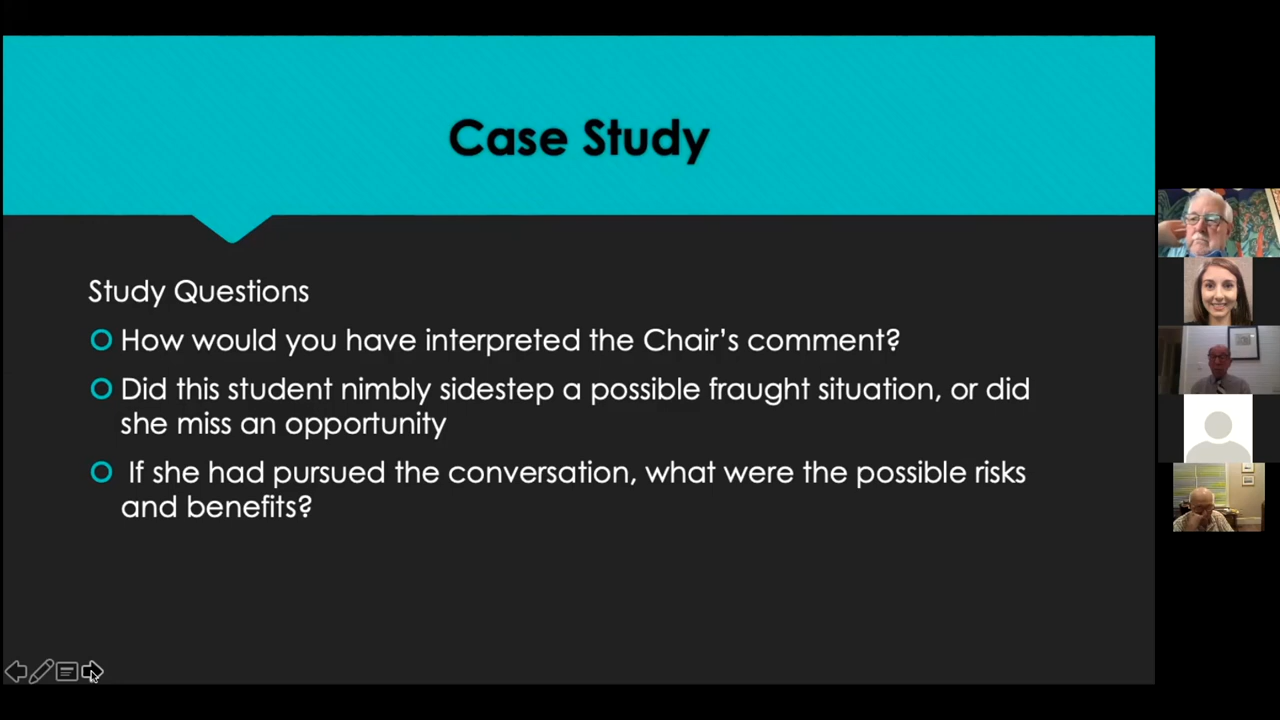 Case Study
Study Questions
How would you have interpreted the Chair's comment?
Did this student nimbly sidestep a possible fraught situation, or did
she miss an opportunity
If she had pursued the conversation, what were the possible risks
and benefits?